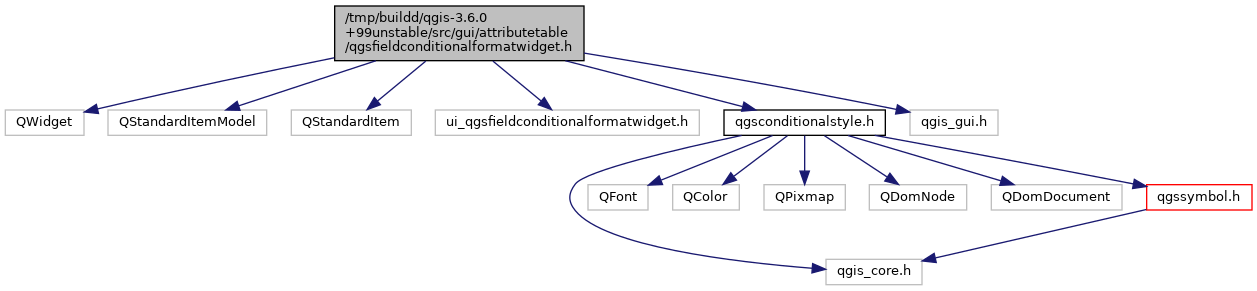 /tmp/buildd/qgis-3.6.0
+99unstable/src/gui/attributetable
/qgsfieldconditionalformatwidget.h
QWidget
QStandardItemModel
QStandardItem
ui_qgsfieldconditionalformatwidget.h
qgsconditionalstyle.h
qgis_gui.h
QFont
QColor
QPixmap
QDomNode
QDomDocument
qgssymbol.h
qgis_core.h